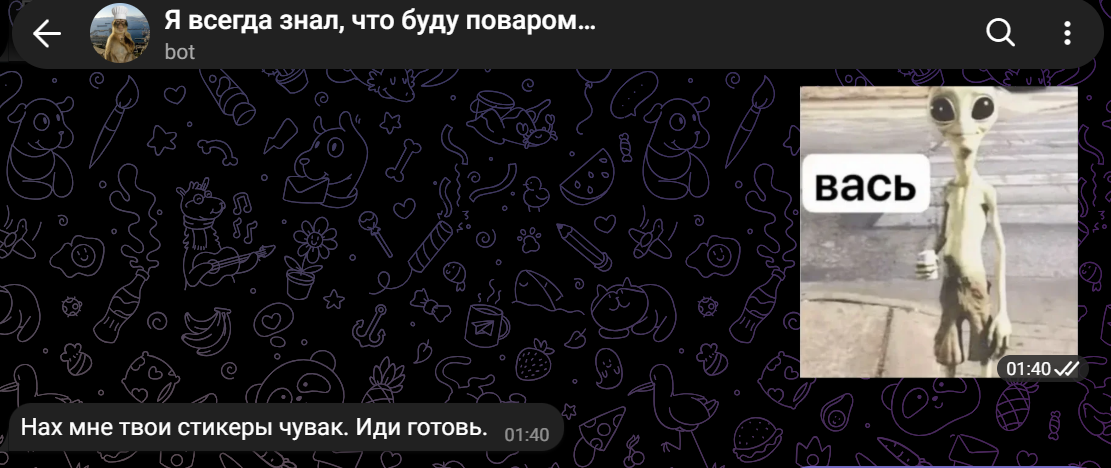 Я всегда знал, что буду поваром...
bot
вась
01:40
Нах мне твои стикеры чувак. Иди готовь.
01:40